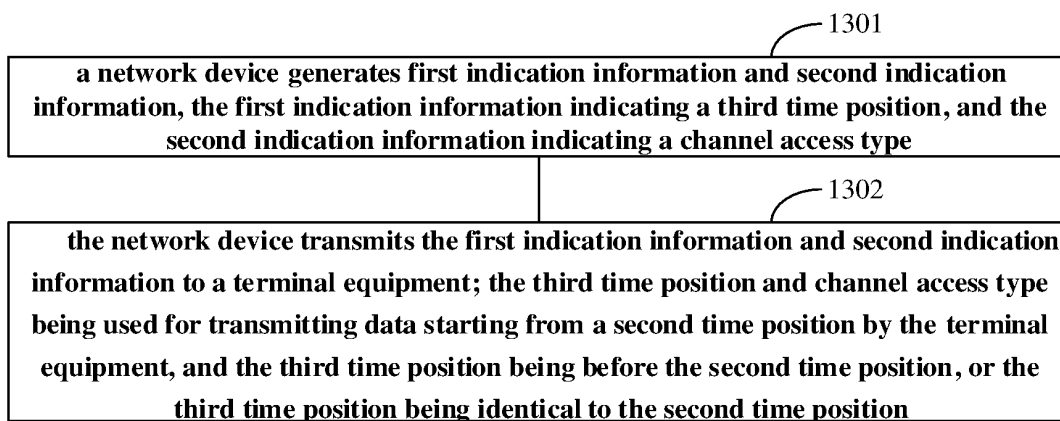 1301
a network device generates first indication information and second indication
information, the first indication information indicating a third time position, and the
second indication information indicating a channel access type
1302
the network device transmits the first indication information and second indication
information to a terminal equipment; the third time position and channel access type
being used for transmitting data starting from a second time position by the terminal
equipment, and the third time position being before the second time position, or the
third time position being identical to the second time position